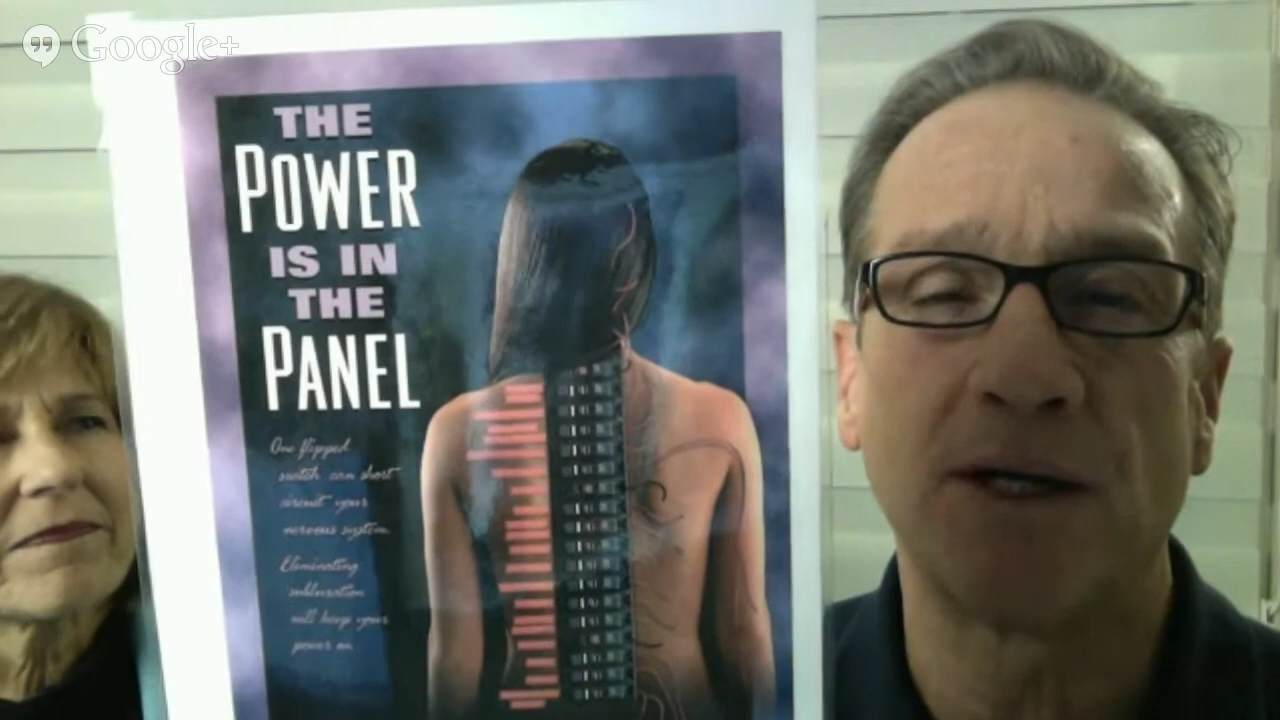 Google+
THE
POWER
IS IN
THE
PANEL
One flipped
switch can short
circuit your
nervous system.
Eliminating
subluxation
will keep your
power on.